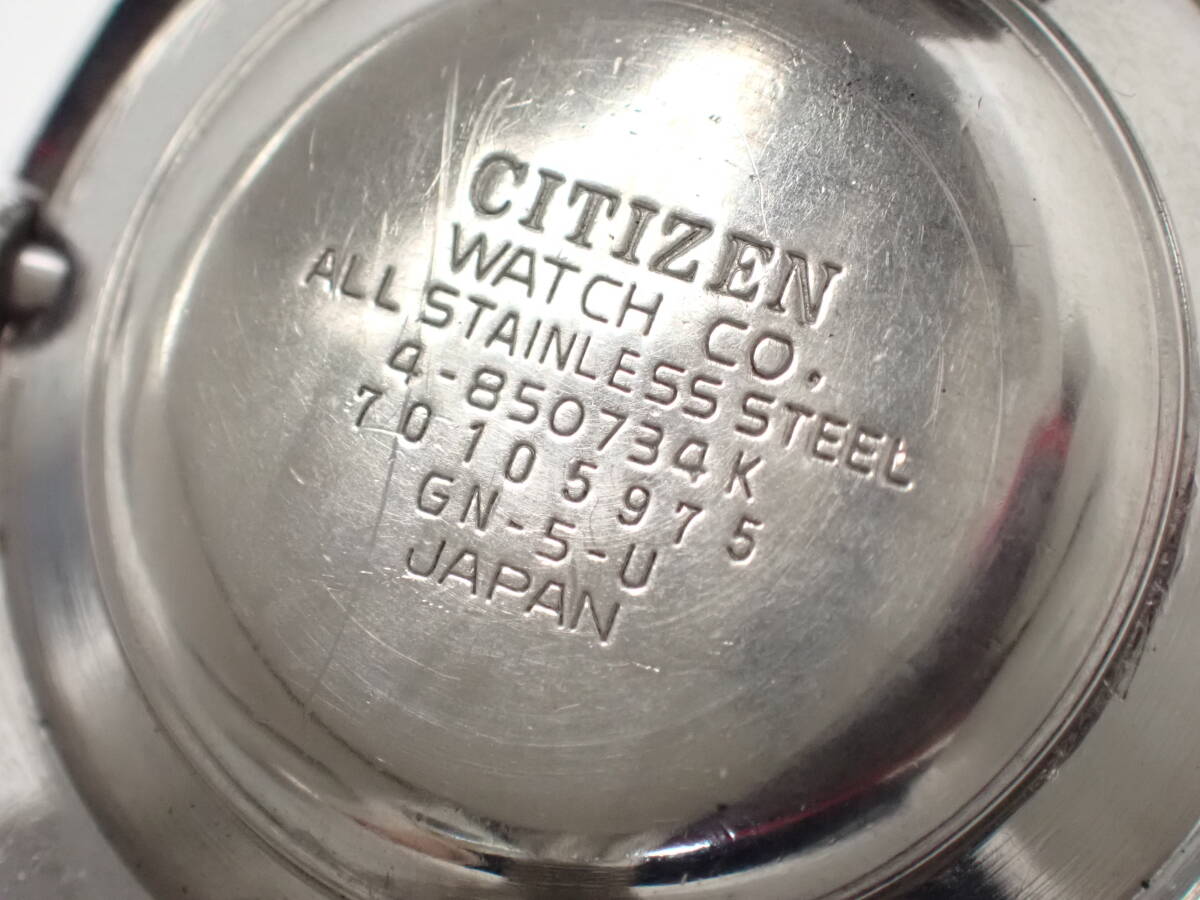 CITIZEN
WATCH CO.
ALL STAINLESS STEEL
4-850734K
70105975
GN-5-U
JAPAN